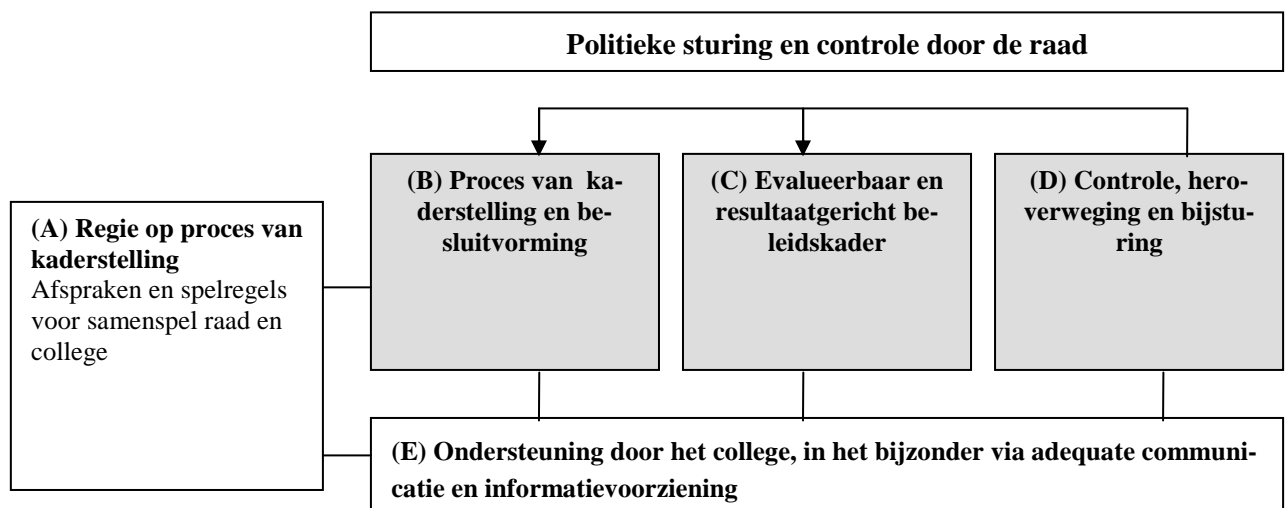 Politieke sturing en controle door de raad
(A) Regie op proces van
kaderstelling
Afspraken en spelregels
voor samenspel raad en
college
(B) Proces van ka-
derstelling en be-
sluitvorming
(C) Evalueerbaar en
resultaatgericht be-
leidskader
(D) Controle, hero-
verweging en bijstu-
ring
(E) Ondersteuning door het college, in het bijzonder via adequate communi-
catie en informatievoorziening